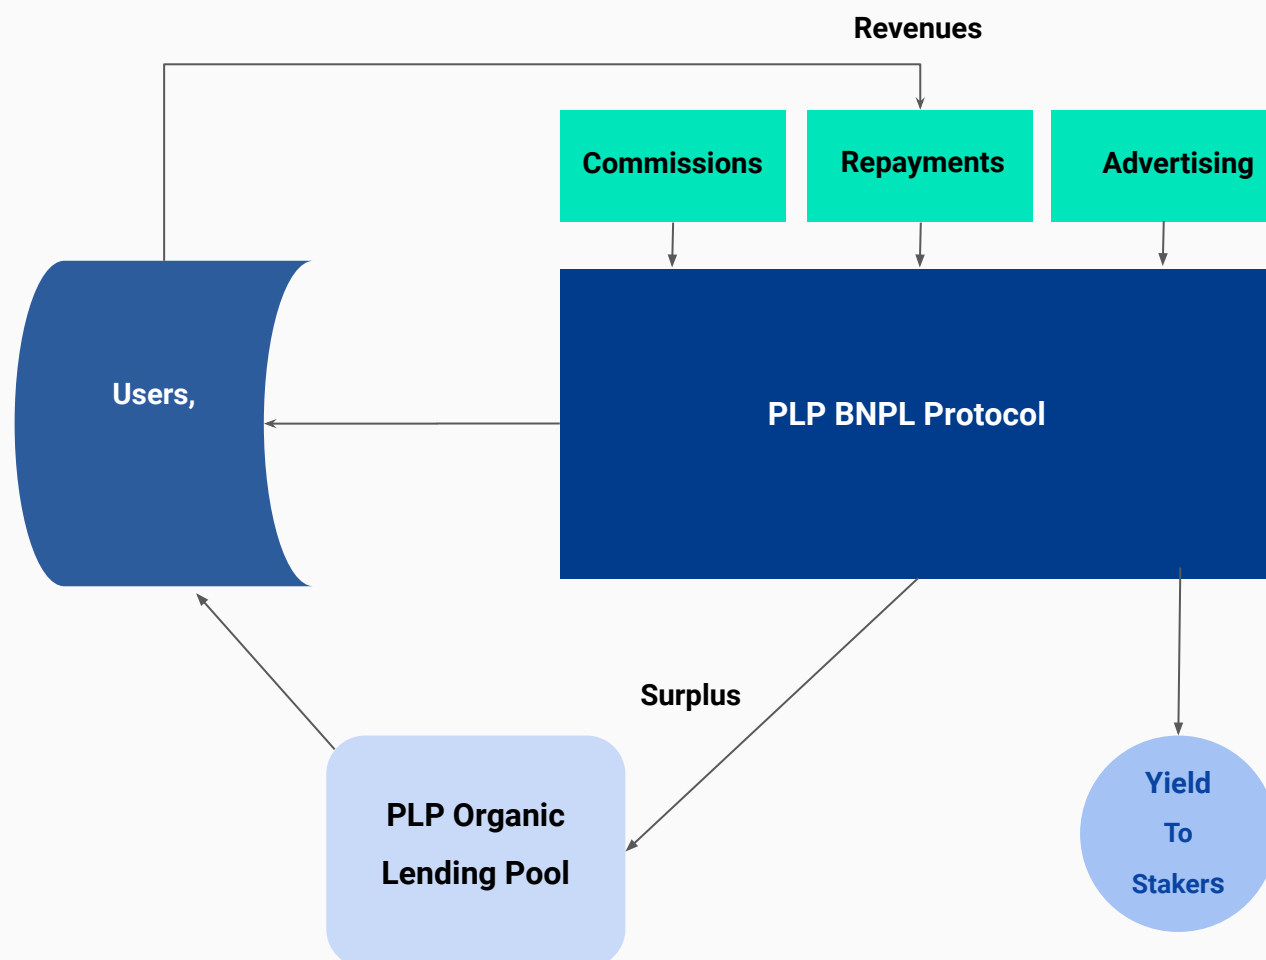 Revenues
Commissions
Repayments
Advertising
Users,
PLP BNPL Protocol
Surplus
PLP Organic
Lending Pool
Yield
To
Stakers